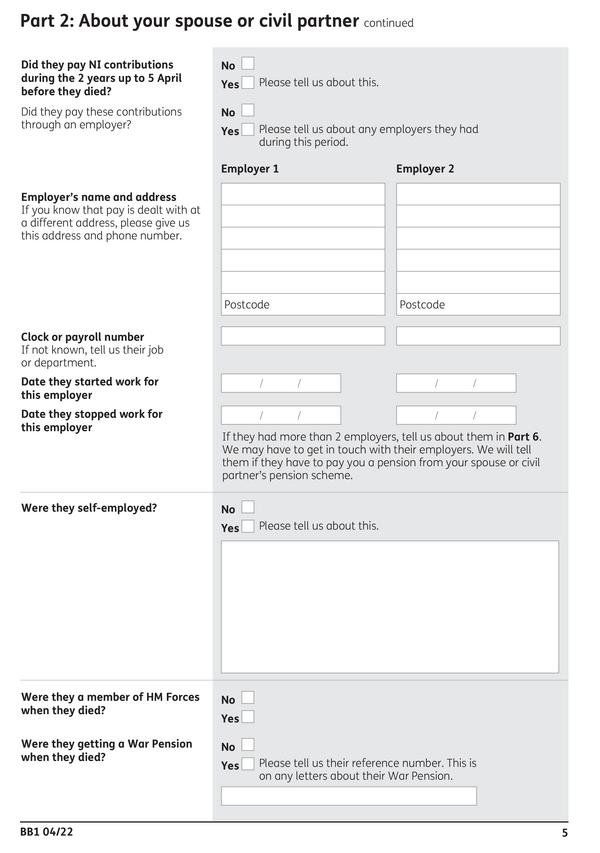 Part 2: About your spouse or civil partner continued
Did they pay NI contributions
during the 2 years up to 5 April
before they died?
No
Yes Please tell us about this.
Did they pay these contributions
through an employer?
No
Yes Please tell us about any employers they had
during this period.
Employer 1 Employer 2
Employer's name and address
If you know that pay is dealt with at
a different address, please give us
this address and phone number.
Postcode Postcode
Clock or payroll number
If not known, tell us their job
or department.
Date they started work for
this employer
/ / / /
Date they stopped work for
this employer
/ / / /
If they had more than 2 employers, tell us about them in Part 6.
We may have to get in touch with their employers. We will tell
them if they have to pay you a pension from your spouse or civil
partner's pension scheme.
Were they self-employed?
No
Yes Please tell us about this.
Were they a member of HM Forces
when they died?
No
Yes
Were they getting a War Pension
when they died?
No
Yes Please tell us their reference number. This is
on any letters about their War Pension.
BB1 04/22 5